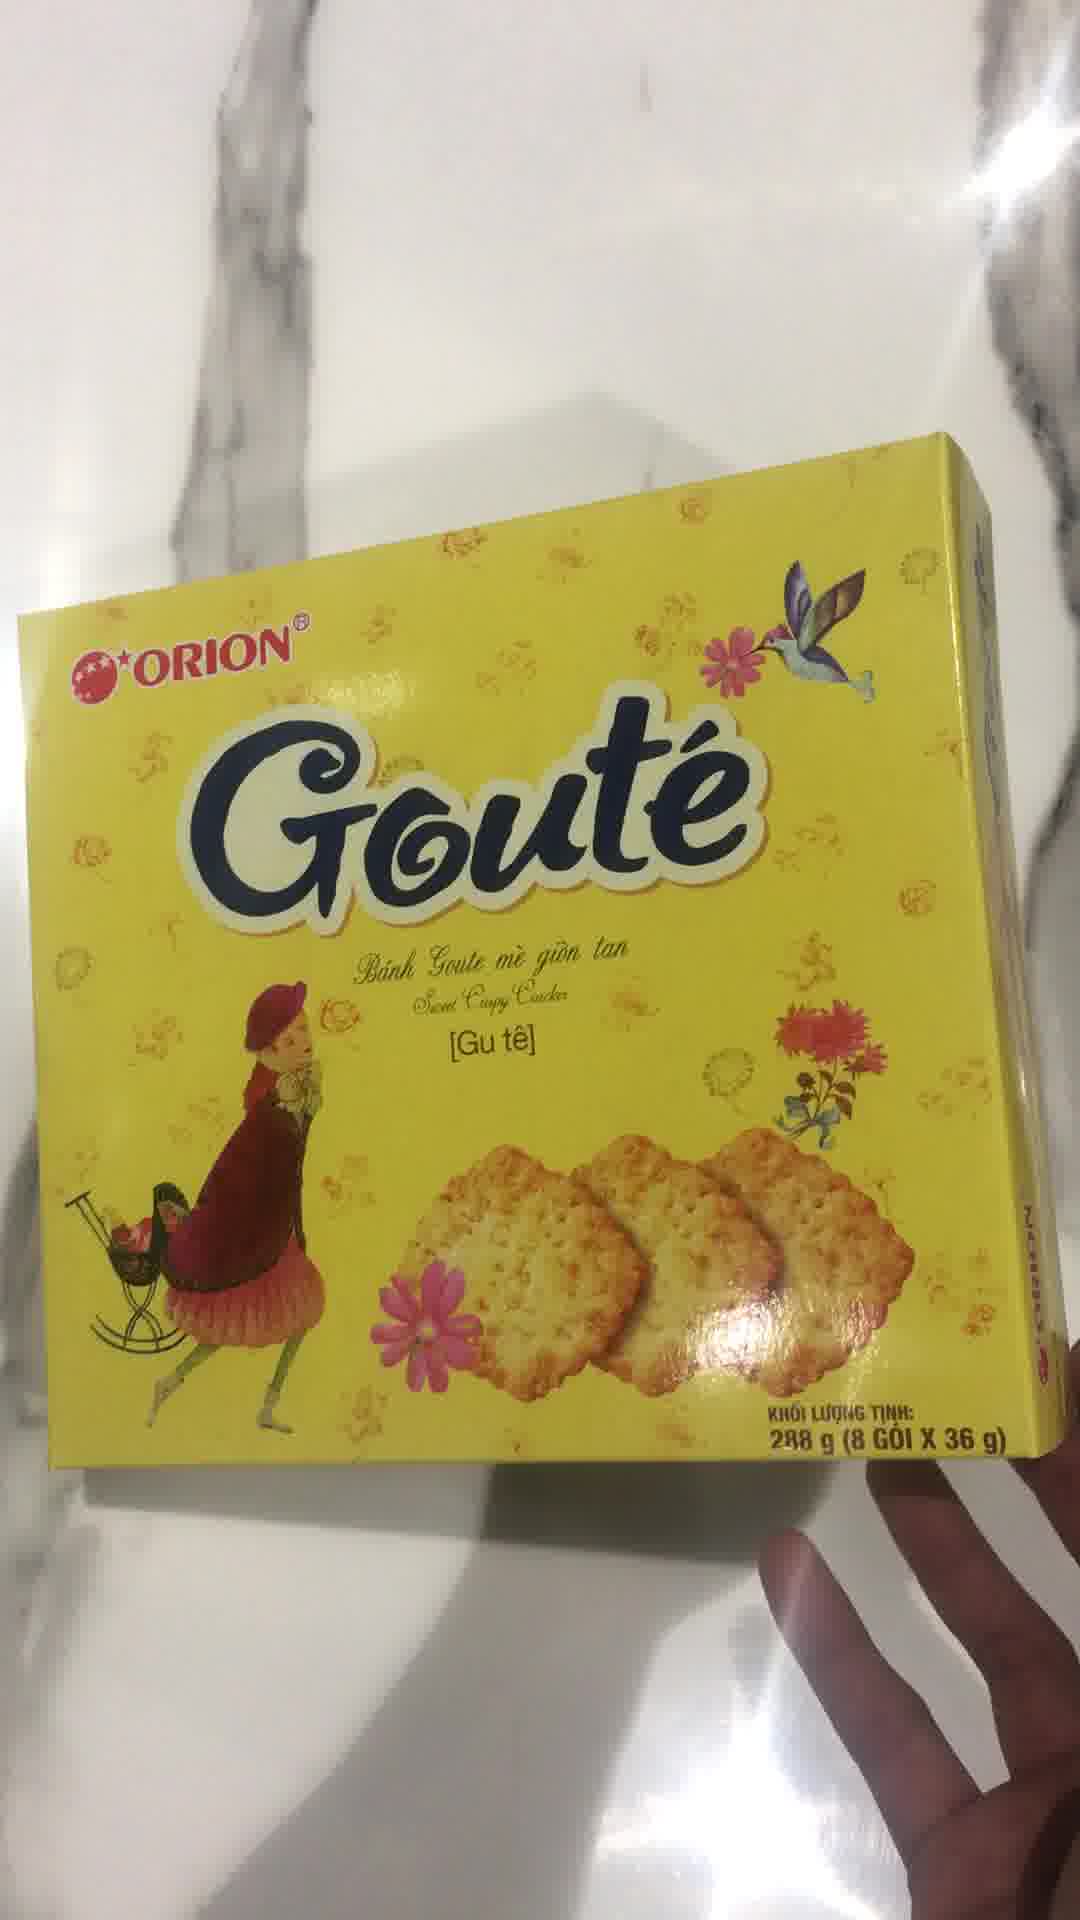 ORION®
Gouté
Bánh Goute mè giòn tan
Sweet Crispy Cracker
[Gu tê]
KHỐI LƯỢNG TỊNH:
288 g (8 GÓI X 36 g)